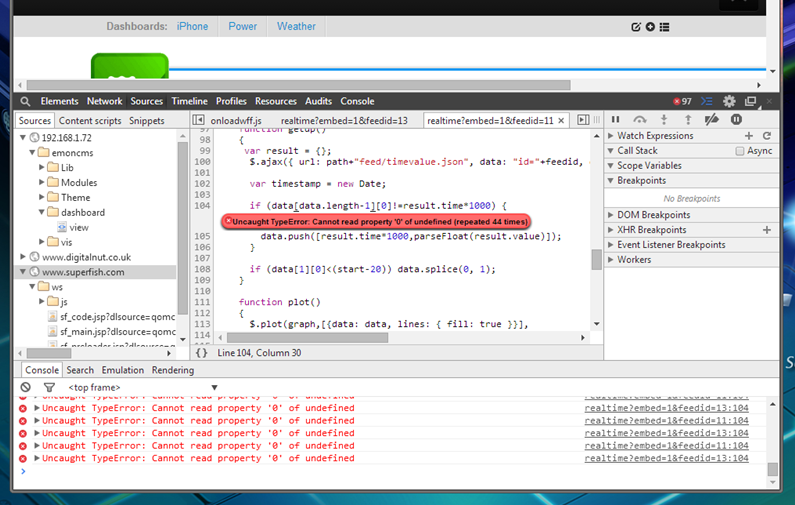 Dashboards: iPhone Power Weather
Elements Network Sources Timeline Profiles Resources Audits Console 97
Sources Content scripts Snippets
onloadwff.js realtime?embed=1&feedid=13 realtime?embed=1&feedid=11 ×
192.168.1.72
emoncms
Lib
Modules
Theme
dashboard
view
vis
www.digitalnut.co.uk
www.superfish.com
ws
js
sf_code.jsp?dlsource=qomc
sf_main.jsp?dlsource=qomc
sf_preloader.jsp?dlsource=qomc
97 function getdp()
98 {
99 var result = {};
100 $.ajax({ url: path+"feed/timevalue.json", data: "id="+feedid,
101
102 var timestamp = new Date;
103
104 if (data[data.length-1][0]!=result.time*1000) {
Uncaught TypeError: Cannot read property '0' of undefined (repeated 44 times)
105 data.push([result.time*1000,parseFloat(result.value)]);
106 }
107
108 if (data[1][0]<(start-20)) data.splice(0, 1);
109 }
110
111 function plot()
112 {
113 $.plot(graph,[{data: data, lines: { fill: true }}],
114
{} Line 104, Column 30
Watch Expressions
Call Stack Async
Scope Variables
Breakpoints
No Breakpoints
DOM Breakpoints
XHR Breakpoints
Event Listener Breakpoints
Workers
Console Search Emulation Rendering
<top frame>
Uncaught TypeError: Cannot read property '0' of undefined realtime?embed=1&feedid=11:104
Uncaught TypeError: Cannot read property '0' of undefined realtime?embed=1&feedid=13:104
Uncaught TypeError: Cannot read property '0' of undefined realtime?embed=1&feedid=11:104
Uncaught TypeError: Cannot read property '0' of undefined realtime?embed=1&feedid=13:104
Uncaught TypeError: Cannot read property '0' of undefined realtime?embed=1&feedid=11:104
Uncaught TypeError: Cannot read property '0' of undefined realtime?embed=1&feedid=13:104
>